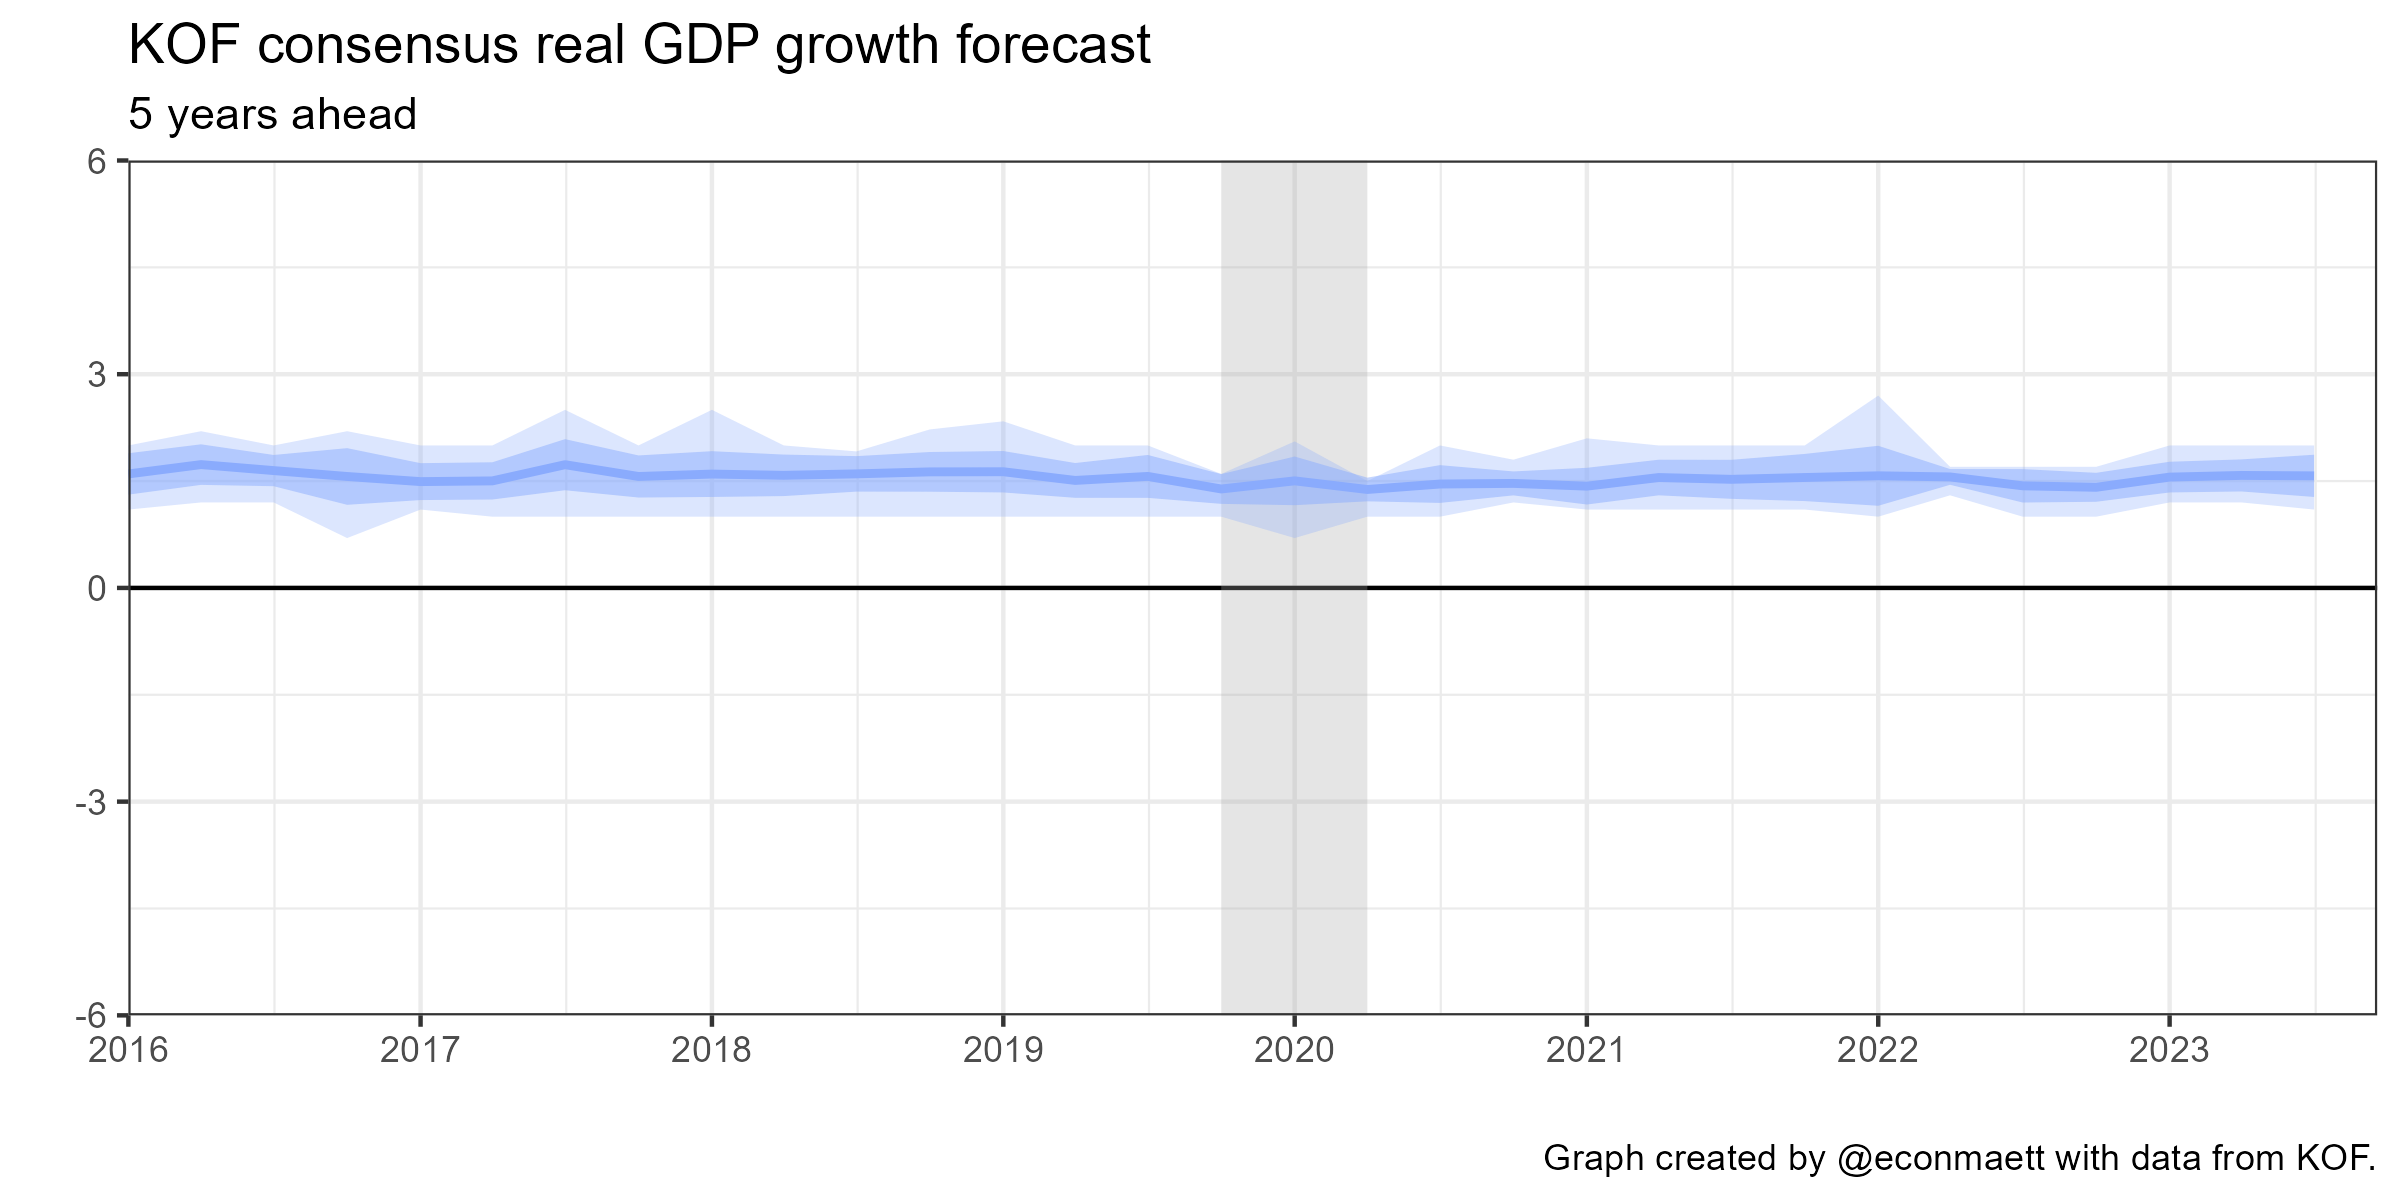 KOF consensus real GDP growth forecast
5 years ahead
6
3
0
-3
-6
2016 2017 2018 2019 2020 2021 2022 2023
Graph created by @econmaett with data from KOF.